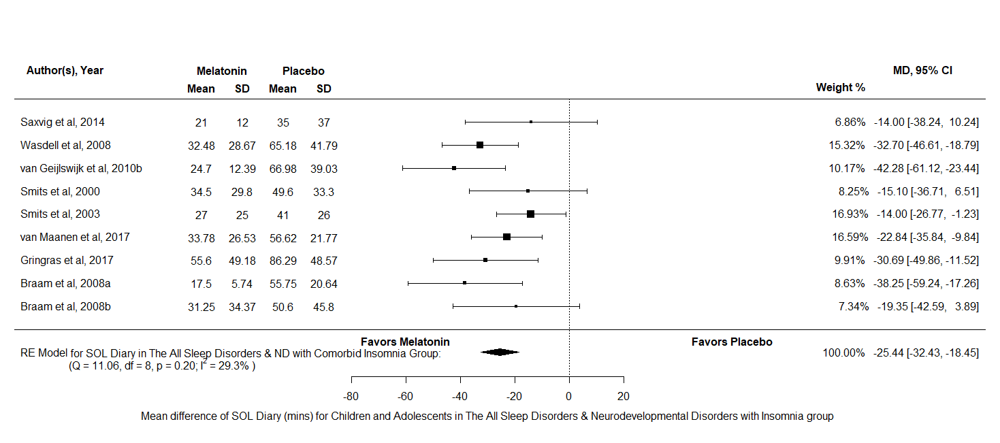 Author(s), Year Melatonin Placebo MD, 95% CI
Mean SD Mean SD Weight %
Saxvig et al, 2014 21 12 35 37 6.86% -14.00 [-38.24, 10.24]
Wasdell et al, 2008 32.48 28.67 65.18 41.79 15.32% -32.70 [-46.61, -18.79]
van Geijlswijk et al, 2010b 24.7 12.39 66.98 39.03 10.17% -42.28 [-61.12, -23.44]
Smits et al, 2000 34.5 29.8 49.6 33.3 8.25% -15.10 [-36.71, 6.51]
Smits et al, 2003 27 25 41 26 16.93% -14.00 [-26.77, -1.23]
van Maanen et al, 2017 33.78 26.53 56.62 21.77 16.59% -22.84 [-35.84, -9.84]
Gringras et al, 2017 55.6 49.18 86.29 48.57 9.91% -30.69 [-49.86, -11.52]
Braam et al, 2008a 17.5 5.74 55.75 20.64 8.63% -38.25 [-59.24, -17.26]
Braam et al, 2008b 31.25 34.37 50.6 45.8 7.34% -19.35 [-42.59, 3.89]
Favors Melatonin Favors Placebo
RE Model for SOL Diary in The All Sleep Disorders & ND with Comorbid Insomnia Group: 100.00% -25.44 [-32.43, -18.45]
(Q = 11.06, df = 8, p = 0.20; I² = 29.3% )
-80 -60 -40 -20 0 20
Mean difference of SOL Diary (mins) for Children and Adolescents in The All Sleep Disorders & Neurodevelopmental Disorders with Insomnia group